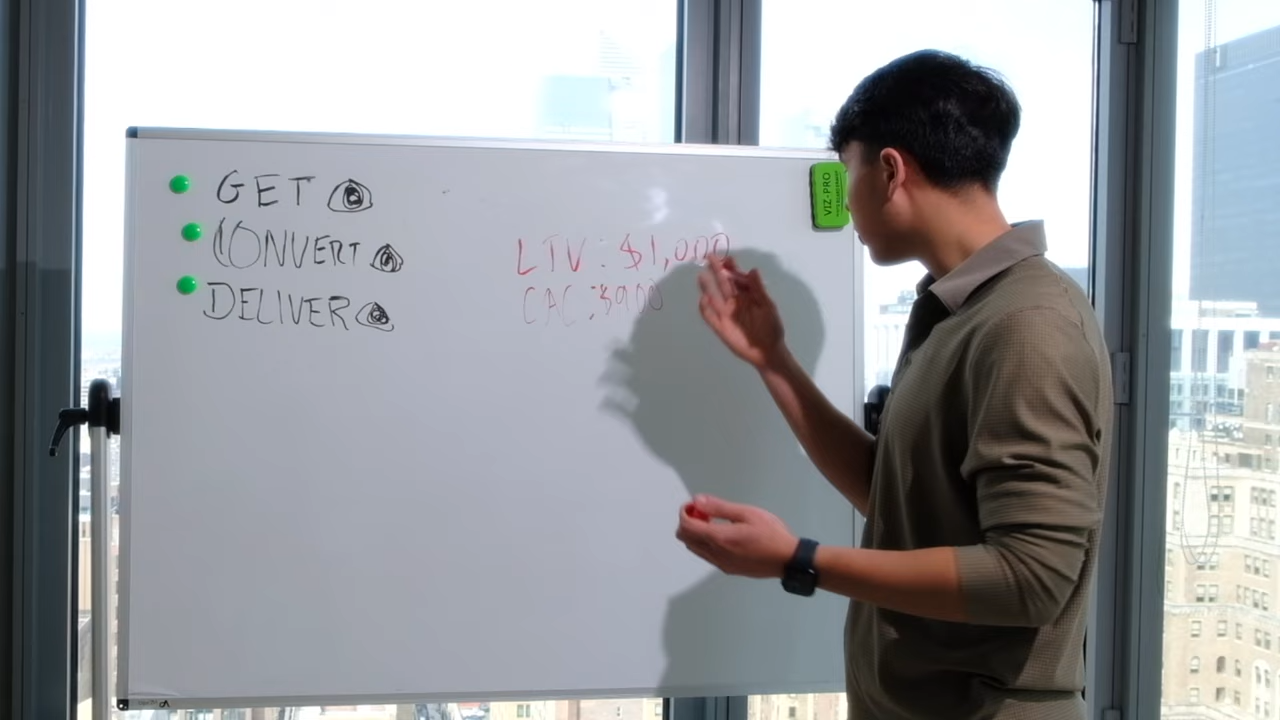 GET
CONVERT
DELIVER
LTV: $1,000
CAC: $900
VIZ-PRO